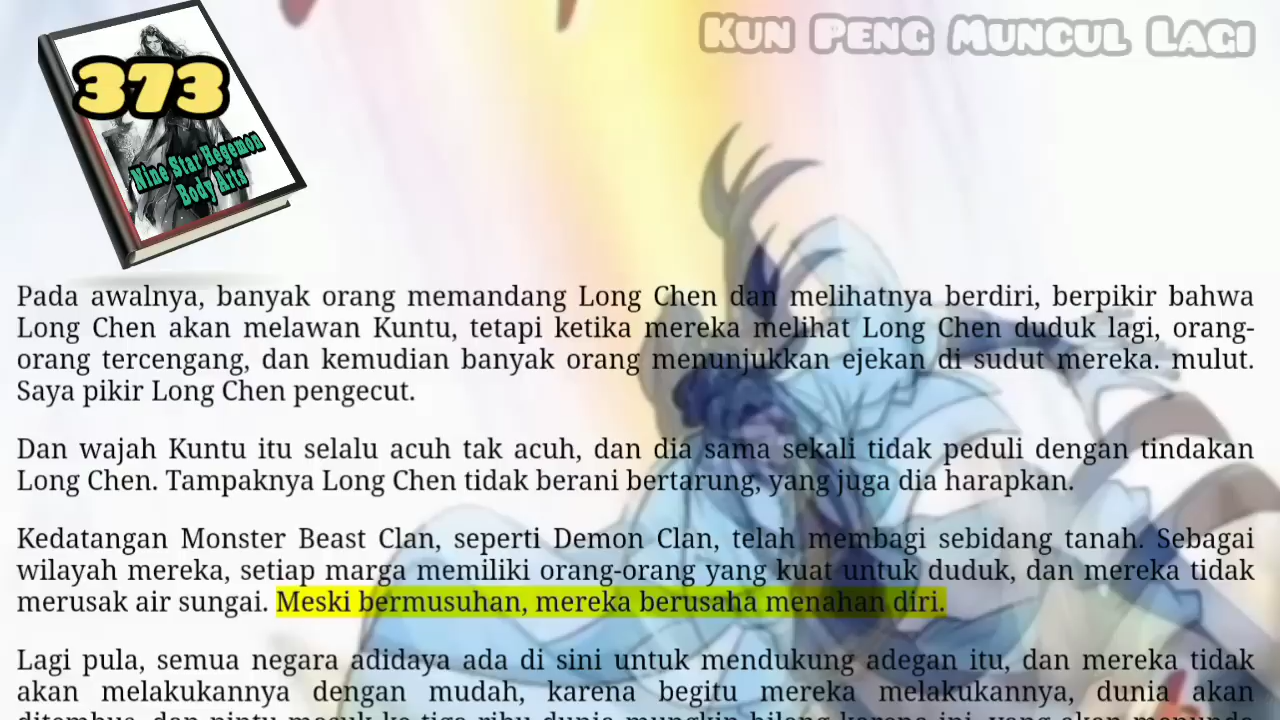 Kun Peng Muncul Lagi
373
Nine Star Hegemon
Body Arts
Pada awalnya, banyak orang memandang Long Chen dan melihatnya berdiri, berpikir bahwa
Long Chen akan melawan Kuntu, tetapi ketika mereka melihat Long Chen duduk lagi, orang-
orang tercengang, dan kemudian banyak orang menunjukkan ejekan di sudut mereka. mulut.
Saya pikir Long Chen pengecut.
Dan wajah Kuntu itu selalu acuh tak acuh, dan dia sama sekali tidak peduli dengan tindakan
Long Chen. Tampaknya Long Chen tidak berani bertarung, yang juga dia harapkan.
Kedatangan Monster Beast Clan, seperti Demon Clan, telah membagi sebidang tanah. Sebagai
wilayah mereka, setiap marga memiliki orang-orang yang kuat untuk duduk, dan mereka tidak
merusak air sungai. Meski bermusuhan, mereka berusaha menahan diri.
Lagi pula, semua negara adidaya ada di sini untuk mendukung adegan itu, dan mereka tidak
akan melakukannya dengan mudah, karena begitu mereka melakukannya, dunia akan